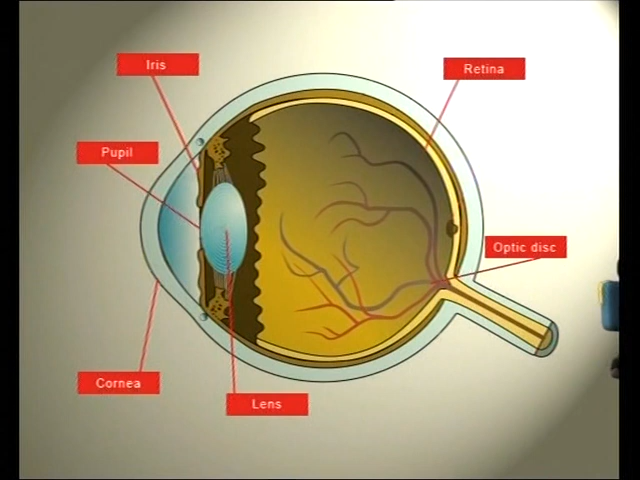 Iris
Retina
Pupil
Optic disc
Cornea
Lens